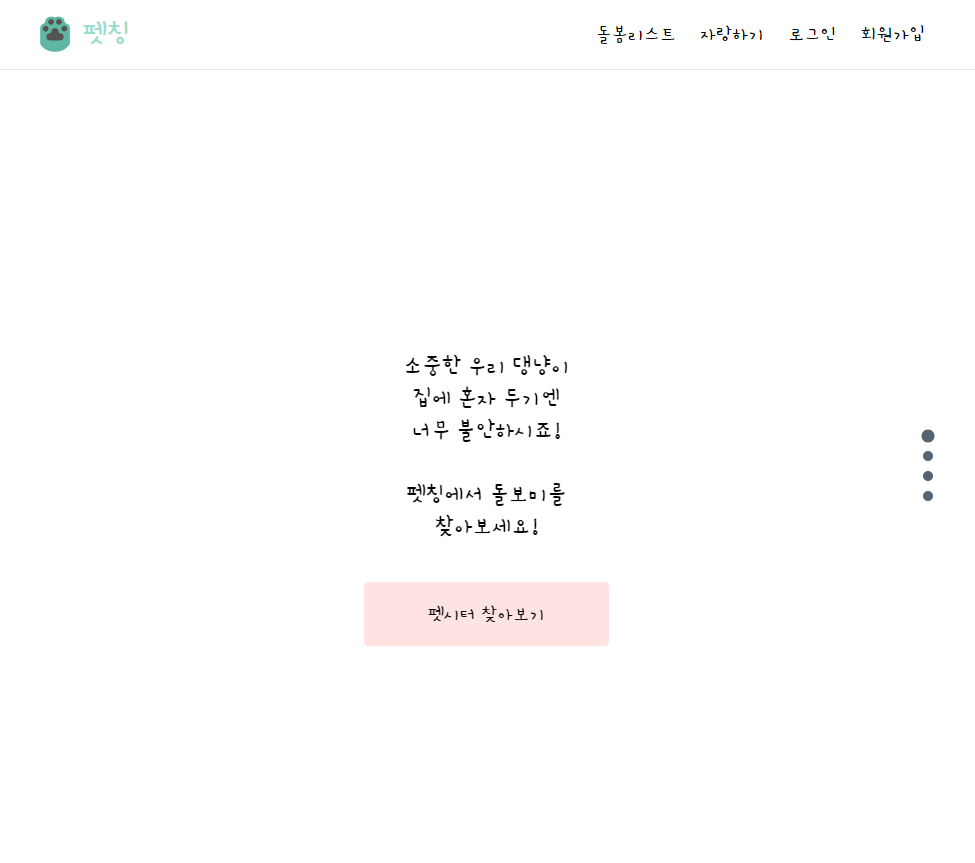 펫칭
돌봄리스트 자랑하기 로그인 회원가입
소중한 우리 댕냥이
집에 혼자 두기엔
너무 불안하시죠!
펫칭에서 돌보미를
찾아보세요!
펫시터 찾아보기